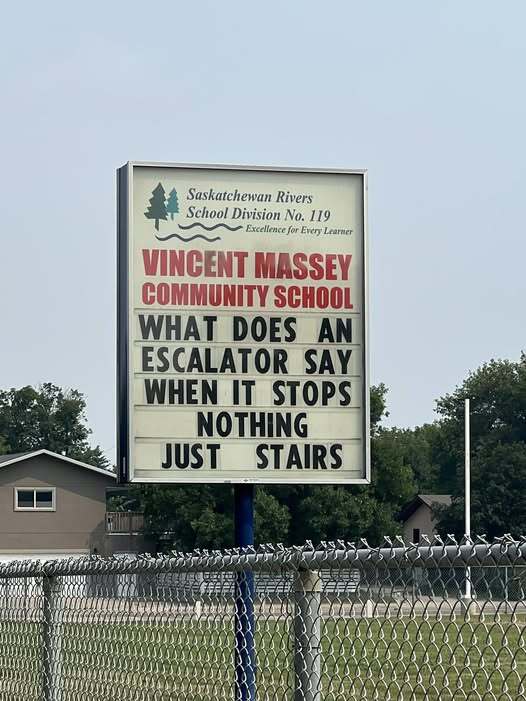 Saskatchewan Rivers
School Division No. 119
Excellence for Every Learner
VINCENT MASSEY
COMMUNITY SCHOOL
WHAT DOES AN
ESCALATOR SAY
WHEN IT STOPS
NOTHING
JUST STAIRS